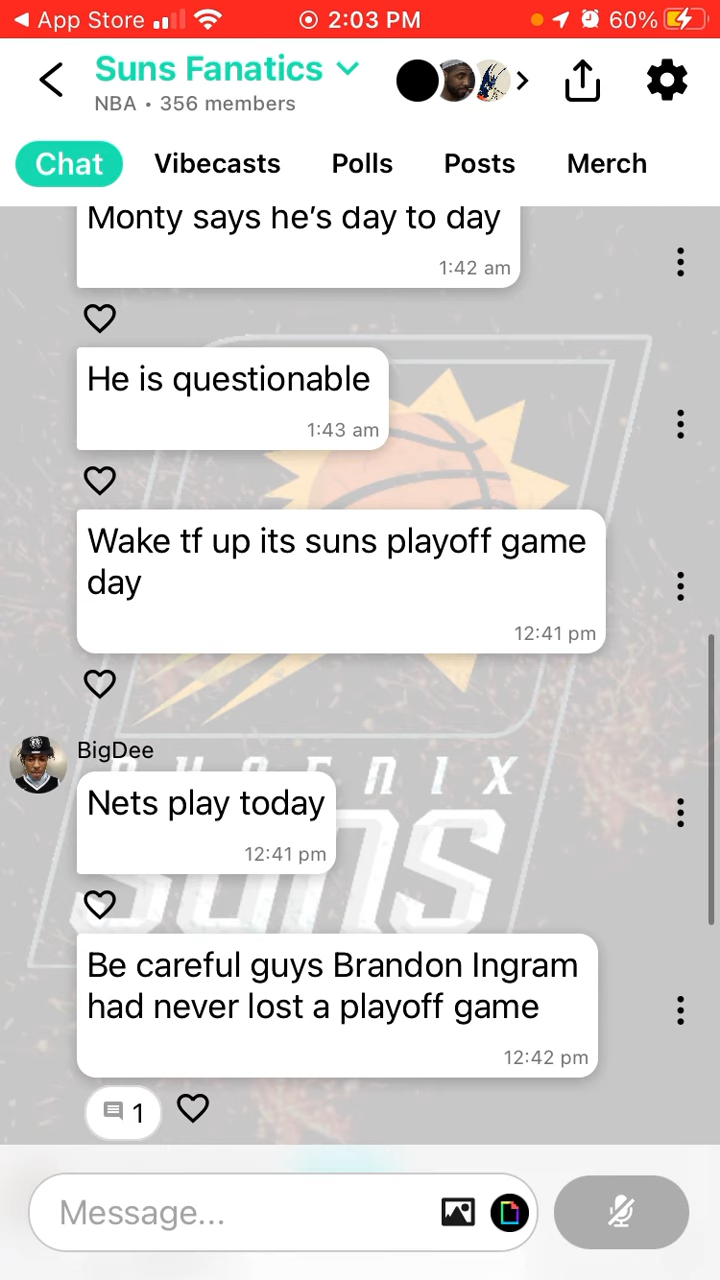 App Store 2:03 PM 60%
Suns Fanatics
NBA • 356 members
Chat Vibecasts Polls Posts Merch
Monty says he’s day to day
1:42 am
He is questionable
1:43 am
Wake tf up its suns playoff game
day
12:41 pm
BigDee
PHOENIX
Nets play today
12:41 pm
SUNS
Be careful guys Brandon Ingram
had never lost a playoff game
12:42 pm
1
Message...